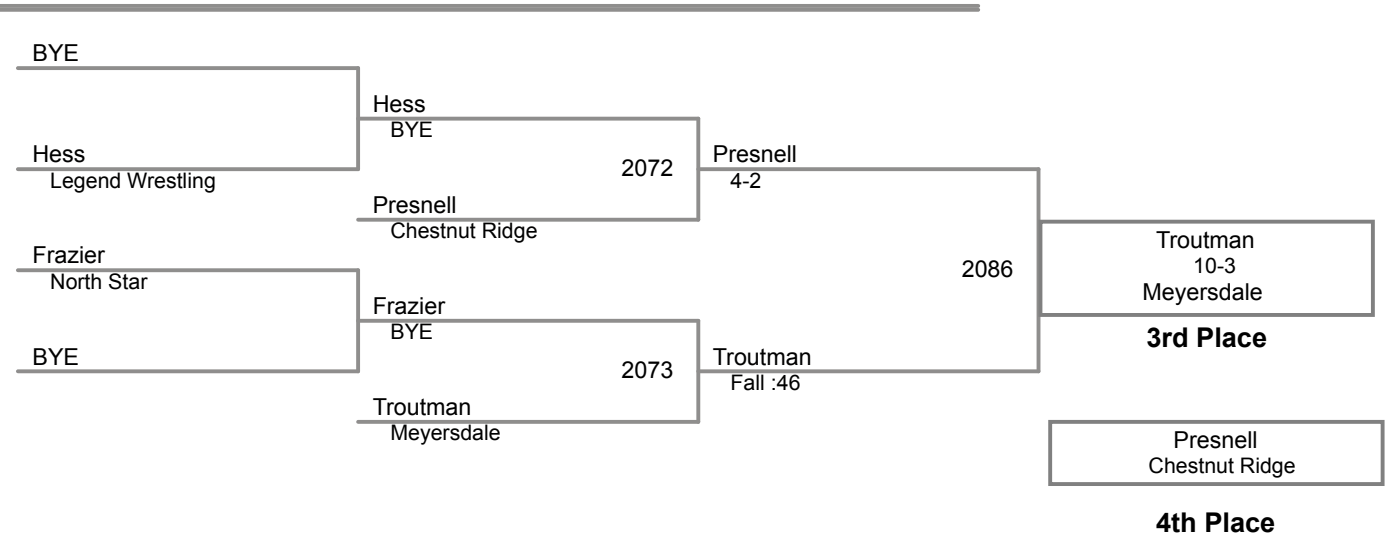 BYE
Hess
BYE
Hess
Legend Wrestling
2072
Presnell
4-2
Presnell
Chestnut Ridge
Frazier
North Star
2086
Troutman
10-3
Meyersdale
3rd Place
Frazier
BYE
BYE
2073
Troutman
Fall :46
Troutman
Meyersdale
Presnell
Chestnut Ridge
4th Place